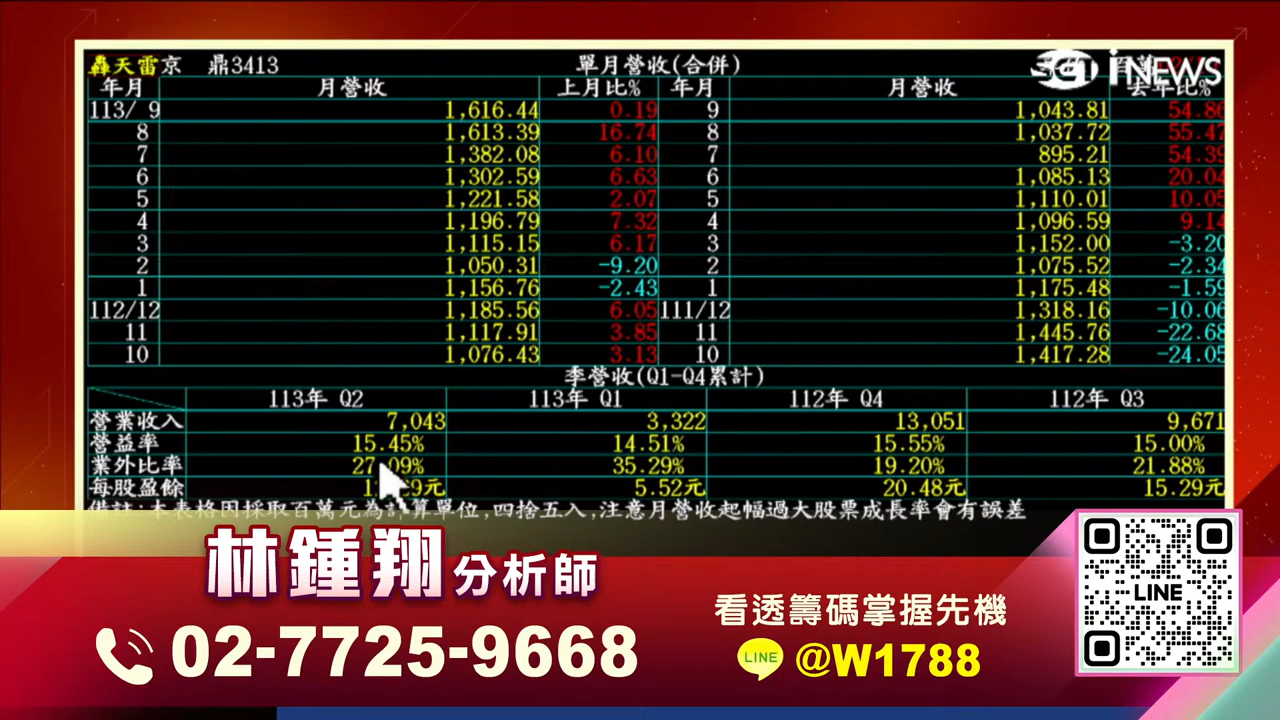 轟天雷京 鼎3413 單月營收(合併) iNEWS
年月 月營收 上月比% 年月 月營收 去年比%
113/ 9 1,616.44 0.19 9 1,043.81 54.86
8 1,613.39 16.74 8 1,037.72 55.47
7 1,382.08 6.10 7 895.21 54.39
6 1,302.59 6.63 6 1,085.13 20.04
5 1,221.58 2.07 5 1,110.01 10.05
4 1,196.79 7.32 4 1,096.59 9.14
3 1,115.15 6.17 3 1,152.00 -3.20
2 1,050.31 -9.20 2 1,075.52 -2.34
1 1,156.76 -2.43 1 1,175.48 -1.59
112/12 1,185.56 6.05 111/12 1,318.16 -10.06
11 1,117.91 3.85 11 1,445.76 -22.68
10 1,076.43 3.13 10 1,417.28 -24.05
季營收(Q1-Q4累計)
113年 Q2 113年 Q1 112年 Q4 112年 Q3
營業收入 7,043 3,322 13,051 9,671
營益率 15.45% 14.51% 15.55% 15.00%
業外比率 27.09% 35.29% 19.20% 21.88%
每股盈餘 5.52元 20.48元 15.29元
備註:本表格因採取百萬元為計算單位,四捨五入,注意月營收起幅過大股票成長率會有誤差
林鍾翔 分析師
02-7725-9668
看透籌碼掌握先機
LINE @W1788
LINE